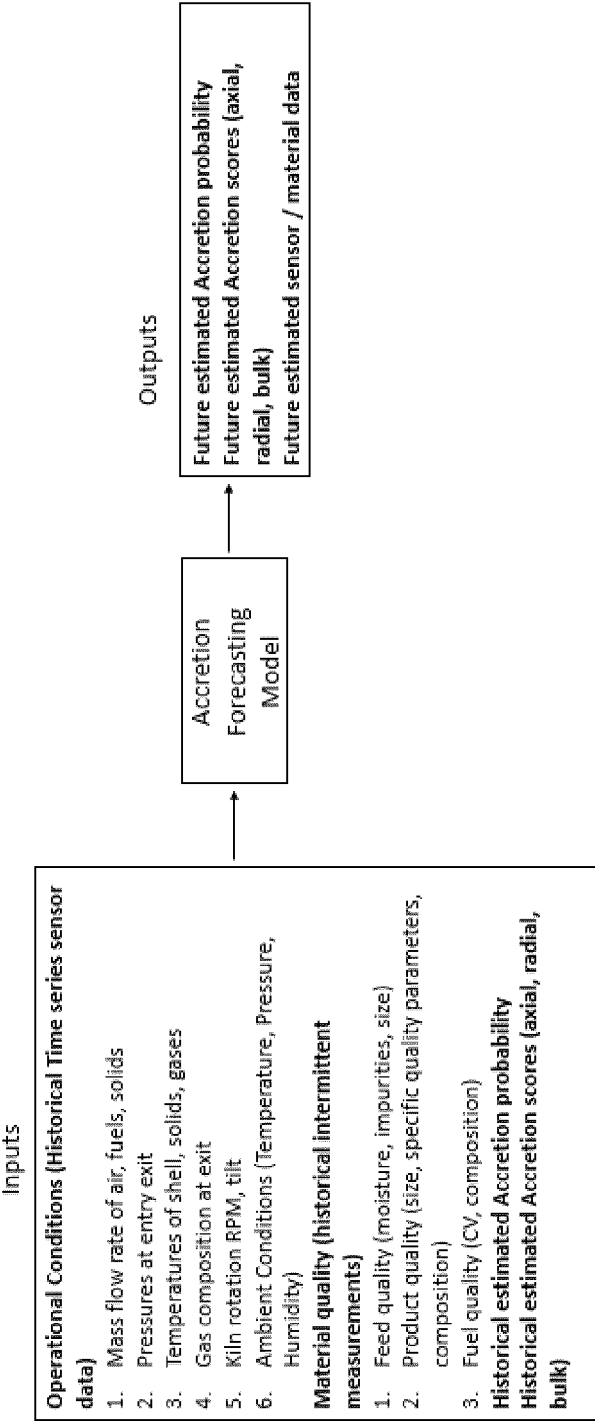 Inputs
Operational Conditions (Historical Time series sensor
data)
1. Mass flow rate of air, fuels, solids
2. Pressures at entry exit
3. Temperatures of shell, solids, gases
4. Gas composition at exit
5. Kiln rotation RPM, tilt
6. Ambient Conditions (Temperature, Pressure,
Humidity)
Material quality (historical intermittent
measurements)
1. Feed quality (moisture, impurities, size)
2. Product quality (size, specific quality parameters,
composition)
3. Fuel quality (CV, composition)
Historical estimated Accretion probability
Historical estimated Accretion scores (axial, radial,
bulk)
Accretion
Forecasting
Model
Outputs
Future estimated Accretion probability
Future estimated Accretion scores (axial,
radial, bulk)
Future estimated sensor / material data